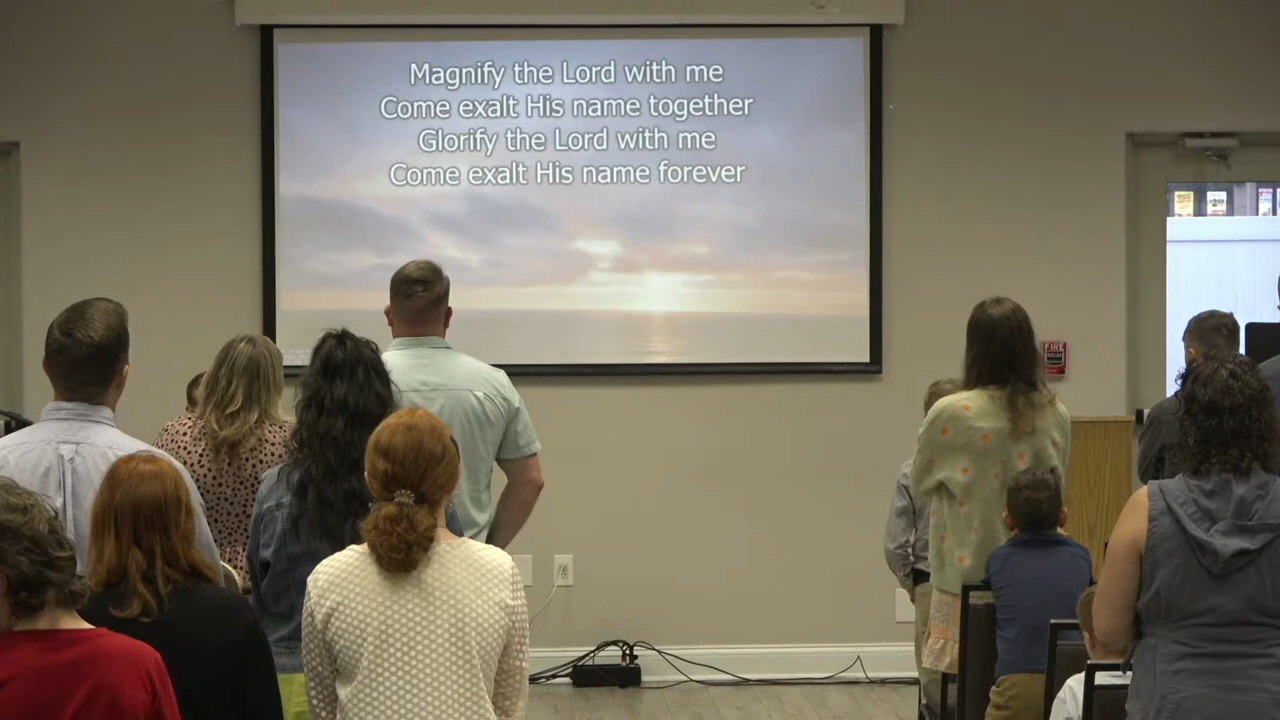 Magnify the Lord with me
Come exalt His name together
Glorify the Lord with me
Come exalt His name forever
FIRE